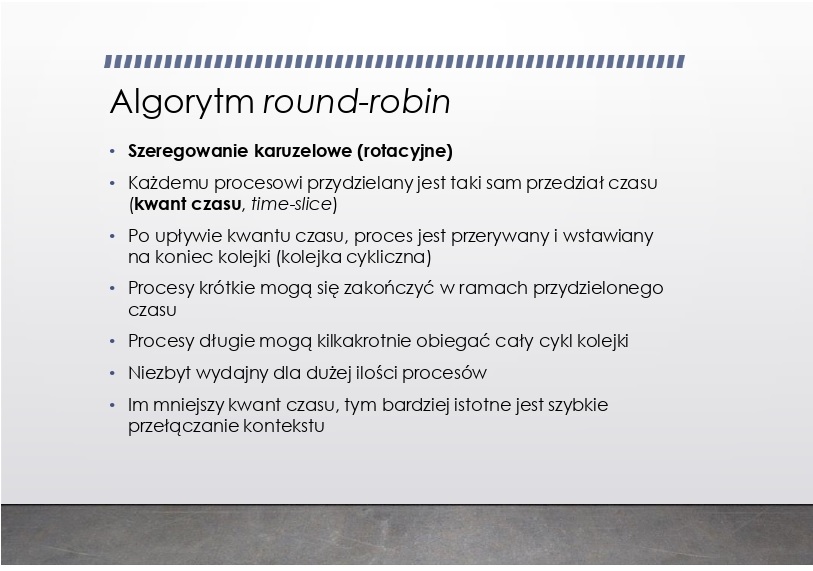 Algorytm round-robin
• Szeregowanie karuzelowe (rotacyjne)
• Każdemu procesowi przydzielany jest taki sam przedział czasu
(kwant czasu, time-slice)
• Po upływie kwantu czasu, proces jest przerywany i wstawiany
na koniec kolejki (kolejka cykliczna)
• Procesy krótkie mogą się zakończyć w ramach przydzielonego
czasu
• Procesy długie mogą kilkakrotnie obiegać cały cykl kolejki
• Niezbyt wydajny dla dużej ilości procesów
• Im mniejszy kwant czasu, tym bardziej istotne jest szybkie
przełączanie kontekstu